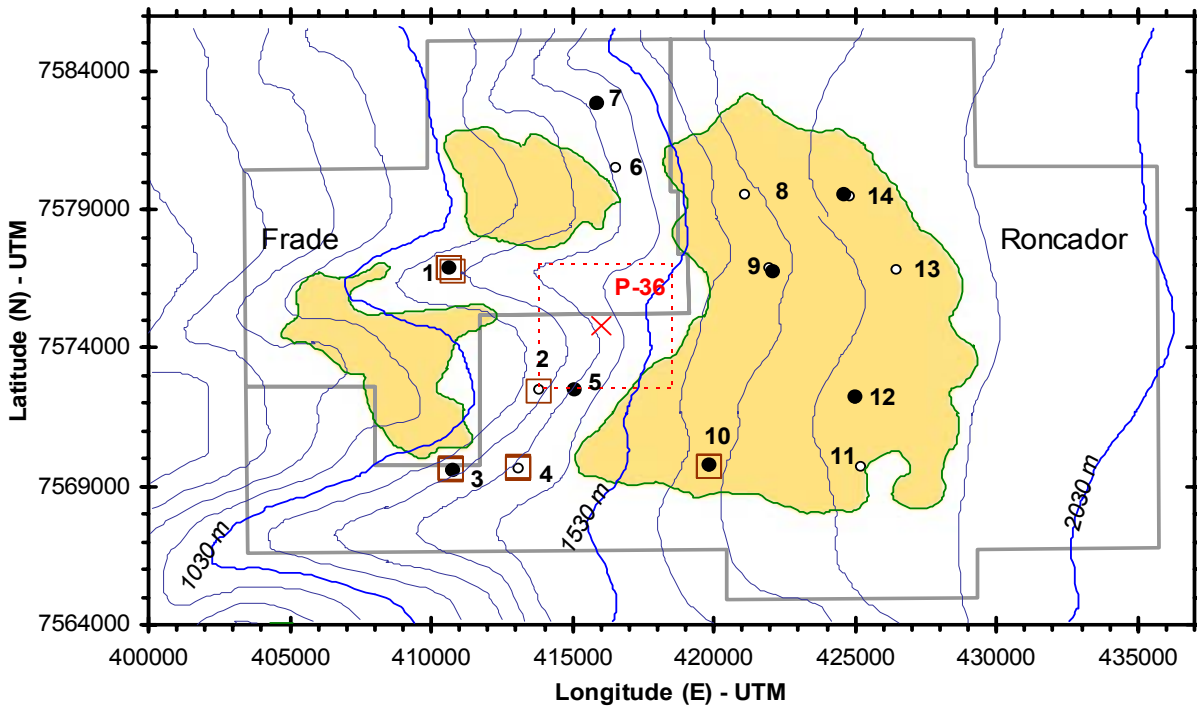 7584000
7579000
7574000
7569000
7564000
Latitude (N) - UTM
7
6
8
14
Frade
Roncador
1
9
13
P-36
2
5
12
10
11
3
4
1030 m
1530 m
2030 m
400000 405000 410000 415000 420000 425000 430000 435000
Longitude (E) - UTM